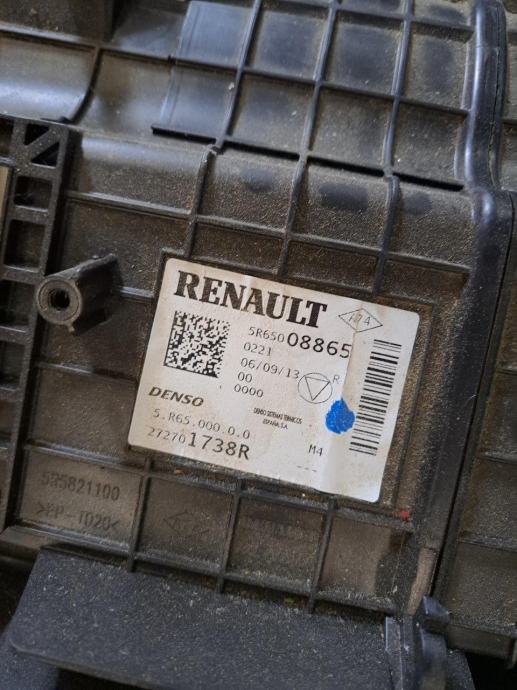 RENAULT
5R650 08865
0221
06/09/13
00
0000
R
DENSO
DENSO SISTEMAS TERMICOS
ESPAÑA, S.A.
5.R65.000.0.0
272701738R
M4
---
5R5821100
>PP-TD20<